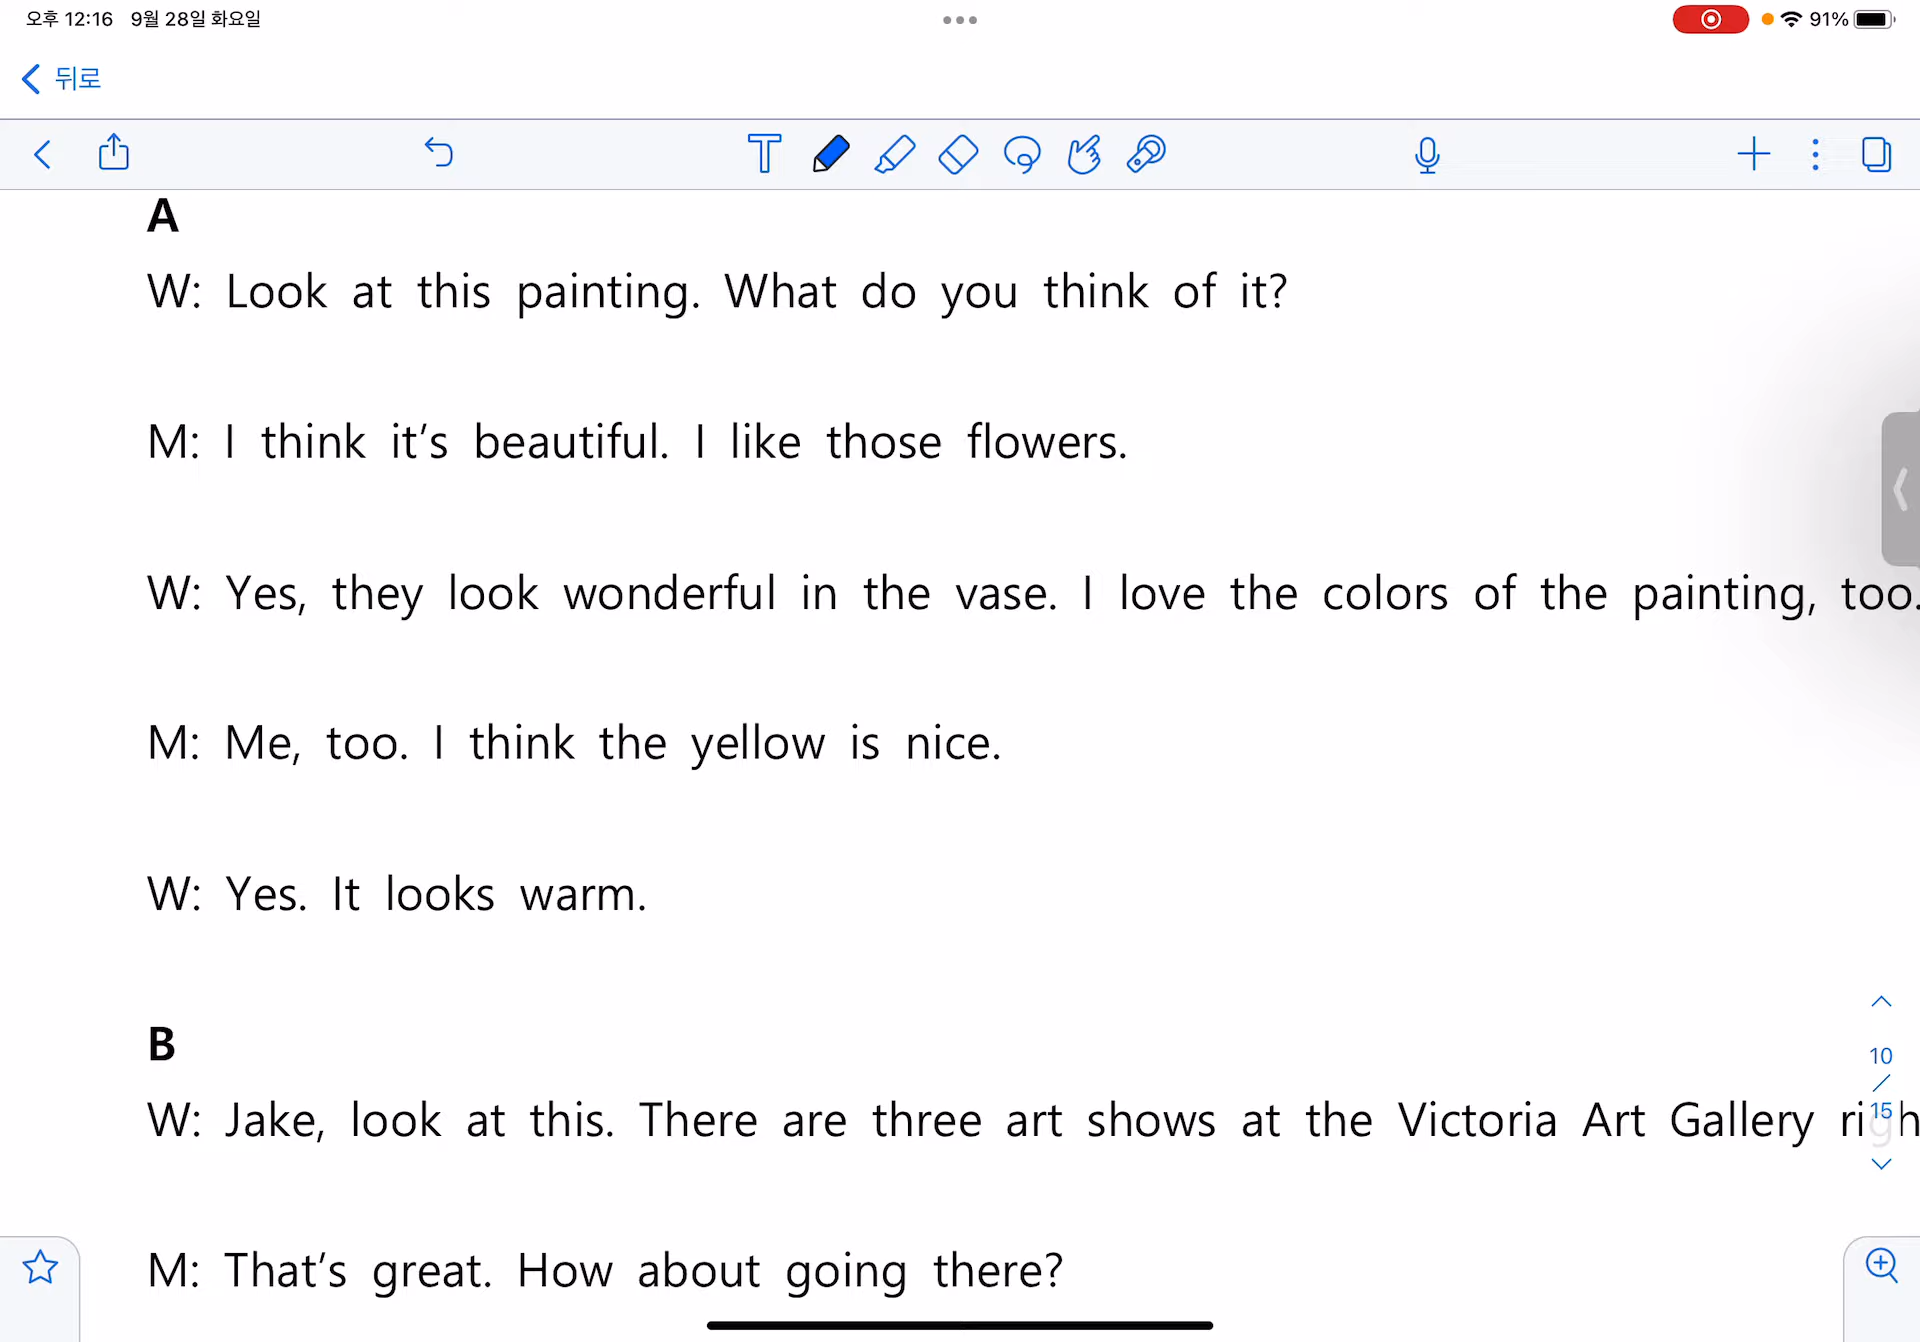 오후 12:16 9월 28일 화요일
91%
뒤로
A
W: Look at this painting. What do you think of it?
M: I think it's beautiful. I like those flowers.
W: Yes, they look wonderful in the vase. I love the colors of the painting, too.
M: Me, too. I think the yellow is nice.
W: Yes. It looks warm.
B
W: Jake, look at this. There are three art shows at the Victoria Art Gallery
M: That's great. How about going there?
10
/
15